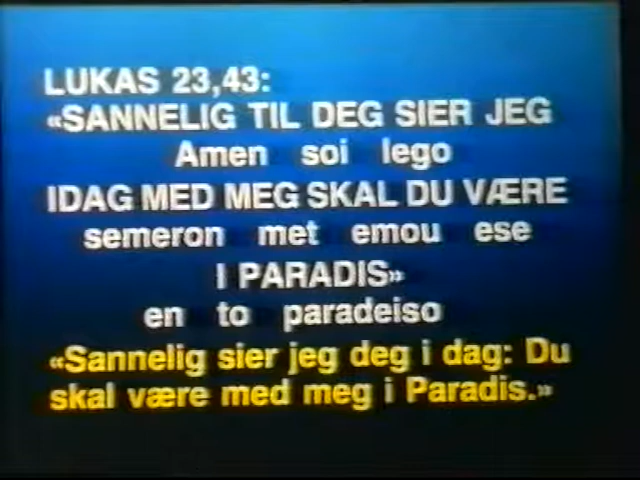 LUKAS 23,43:
«SANNELIG TIL DEG SIER JEG
Amen soi lego
IDAG MED MEG SKAL DU VÆRE
semeron met emou ese
I PARADIS»
en to paradeiso
«Sannelig sier jeg deg i dag: Du
skal være med meg i Paradis.»